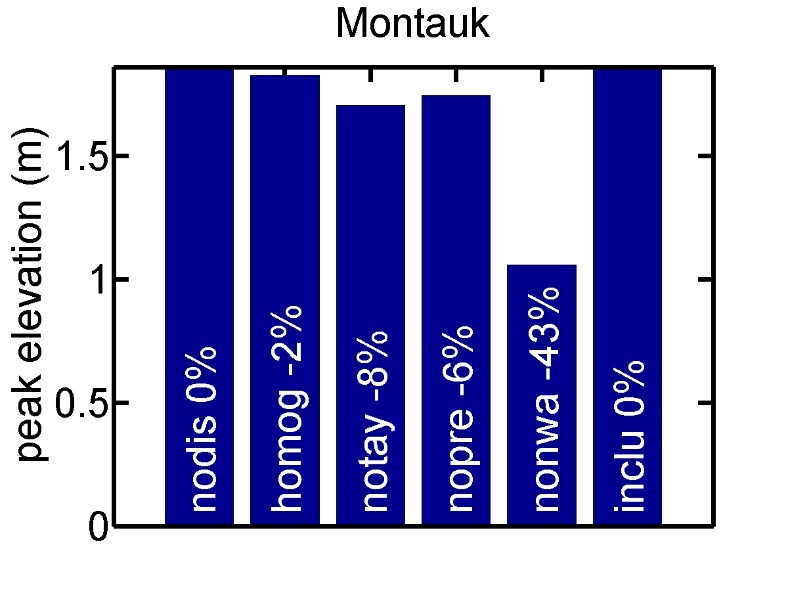 Montauk
peak elevation (m)
1.5
1
0.5
0
nodis 0%
homog -2%
notay -8%
nopre -6%
nonwa -43%
inclu 0%